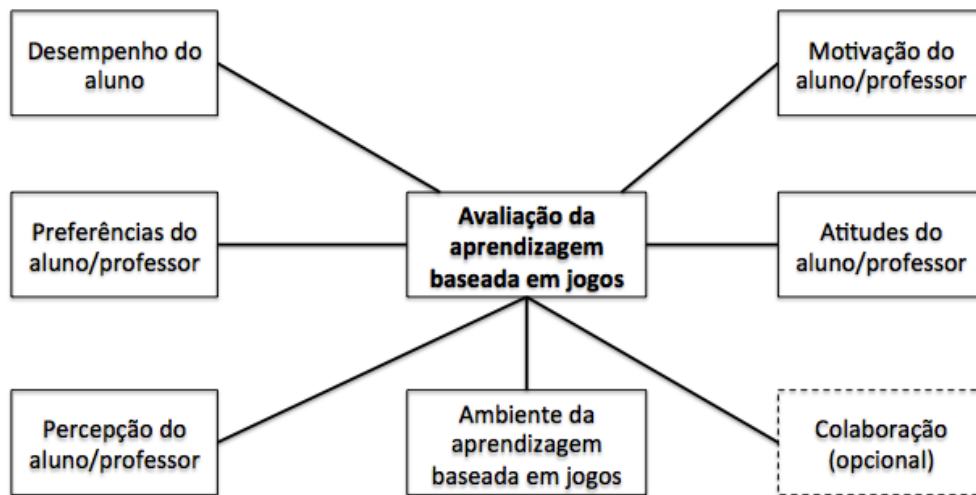 Desempenho do
aluno
Motivação do
aluno/professor
Preferências do
aluno/professor
Avaliação da
aprendizagem
baseada em jogos
Atitudes do
aluno/professor
Percepção do
aluno/professor
Ambiente da
aprendizagem
baseada em jogos
Colaboração
(opcional)